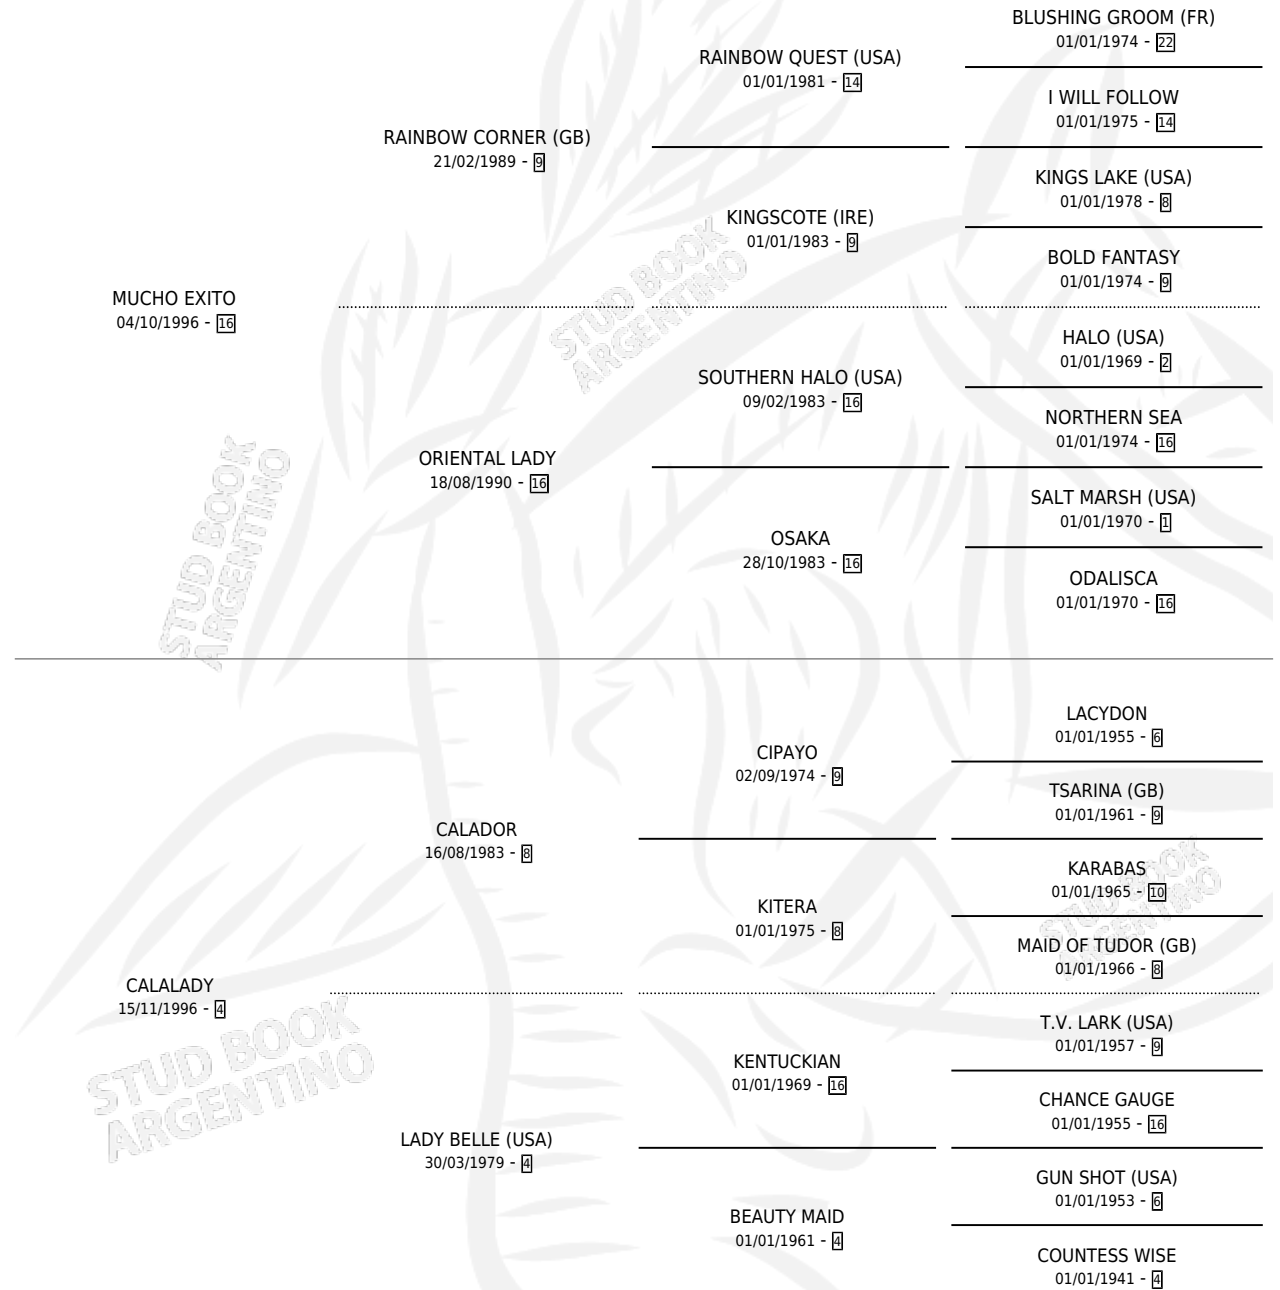 BLUSHING GROOM (FR)
01/01/1974 - 22
RAINBOW QUEST (USA)
01/01/1981 - 14
I WILL FOLLOW
01/01/1975 - 14
RAINBOW CORNER (GB)
21/02/1989 - 9
KINGS LAKE (USA)
01/01/1978 - 8
KINGSCOTE (IRE)
01/01/1983 - 9
BOLD FANTASY
01/01/1974 - 9
MUCHO EXITO
04/10/1996 - 16
HALO (USA)
01/01/1969 - 2
SOUTHERN HALO (USA)
09/02/1983 - 16
NORTHERN SEA
01/01/1974 - 16
ORIENTAL LADY
18/08/1990 - 16
SALT MARSH (USA)
01/01/1970 - 1
OSAKA
28/10/1983 - 16
ODALISCA
01/01/1970 - 16
LACYDON
01/01/1955 - 6
CIPAYO
02/09/1974 - 9
TSARINA (GB)
01/01/1961 - 9
CALADOR
16/08/1983 - 8
KARABAS
01/01/1965 - 10
KITERA
01/01/1975 - 8
MAID OF TUDOR (GB)
01/01/1966 - 8
CALALADY
15/11/1996 - 4
T.V. LARK (USA)
01/01/1957 - 9
KENTUCKIAN
01/01/1969 - 16
CHANCE GAUGE
01/01/1955 - 16
LADY BELLE (USA)
30/03/1979 - 4
GUN SHOT (USA)
01/01/1953 - 6
BEAUTY MAID
01/01/1961 - 4
COUNTESS WISE
01/01/1941 - 4
STUD BOOK
ARGENTINO
STUD BOOK
ARGENTINO
STUD BOOK
ARGENTINO
STUD BOOK
ARGENTINO